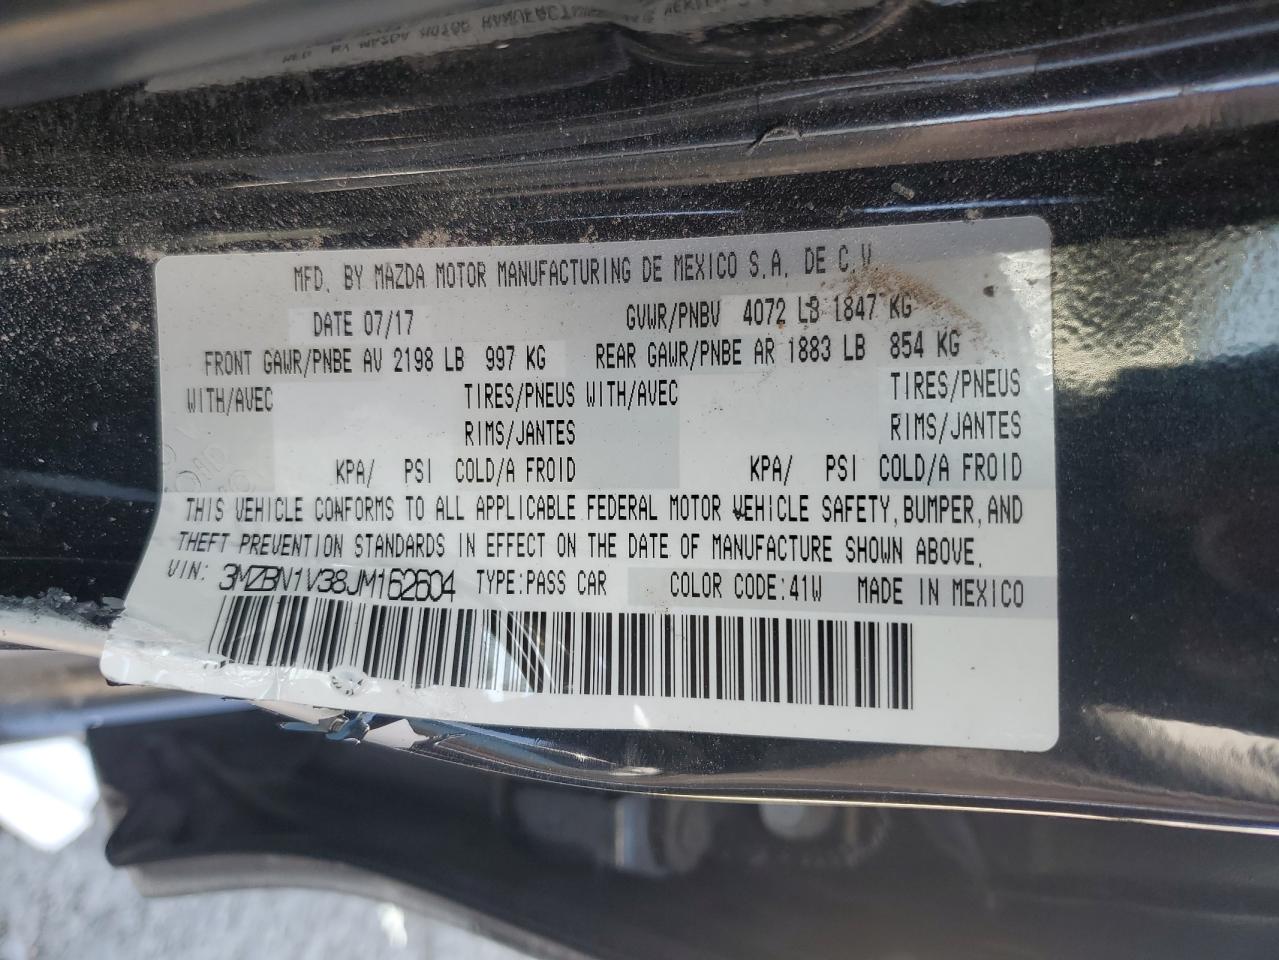 MFD. BY MAZDA MOTOR MANUFACTURING DE MEXICO S.A. DE C.V.
DATE 07/17 GVWR/PNBV 4072 LB 1847 KG
FRONT GAWR/PNBE AV 2198 LB 997 KG REAR GAWR/PNBE AR 1883 LB 854 KG
WITH/AVEC TIRES/PNEUS WITH/AVEC TIRES/PNEUS
RIMS/JANTES RIMS/JANTES
KPA/ PSI COLD/A FROID KPA/ PSI COLD/A FROID
THIS VEHICLE CONFORMS TO ALL APPLICABLE FEDERAL MOTOR VEHICLE SAFETY, BUMPER, AND
THEFT PREVENTION STANDARDS IN EFFECT ON THE DATE OF MANUFACTURE SHOWN ABOVE.
VIN: 3MZBN1V38JM162604 TYPE:PASS CAR COLOR CODE:41W MADE IN MEXICO